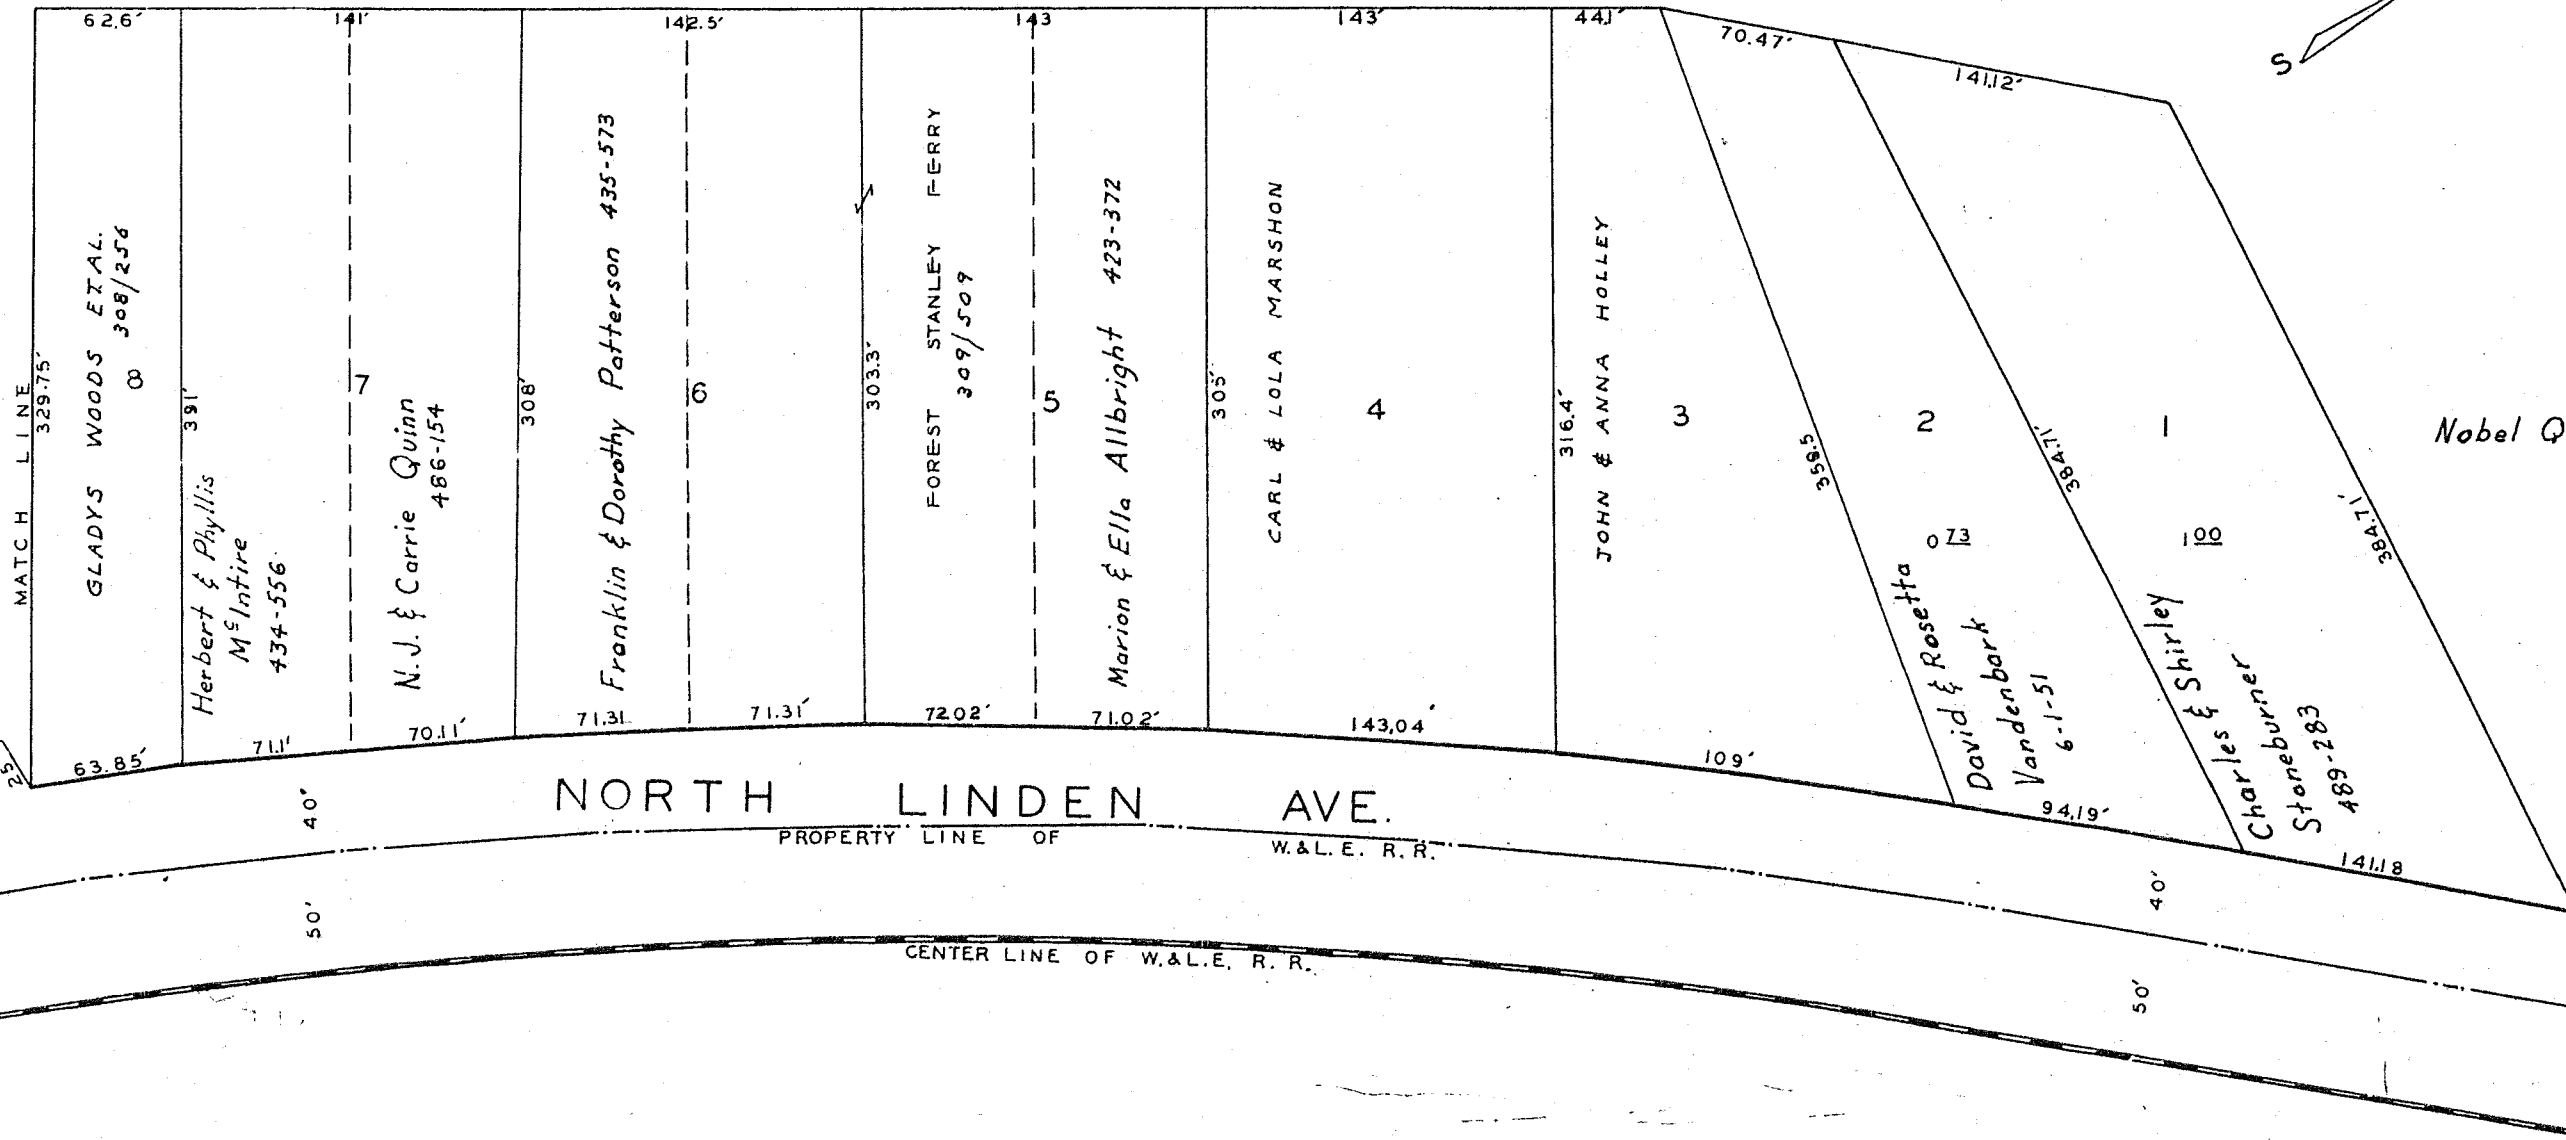 62.6'
141'
142.5'
143
143'
44.1'
70.47'
141.12'
S
MATCH LINE
329.75'
GLADYS WOODS ETAL.
308/256
8
391'
Herbert & Phyllis
McIntire
434-556
7
N.J. & Carrie Quinn
486-154
308'
Franklin & Dorothy Patterson 435-573
6
303.3'
FOREST STANLEY FERRY
309/509
5
Marion & Ella Allbright 423-372
305'
CARL & LOLA MARSHON
4
316.4'
JOHN & ANNA HOLLEY
3
358.5
2
0 73
David & Rosetta
Vandenbark
6-1-51
384.71'
1
1 00
Charles & Shirley
Stoneburner
489-283
384.71'
Nobel Q
25'
63.85'
71.1'
70.11'
71.31
71.31'
72.02'
71.02'
143.04'
109'
94.19'
141.18
NORTH LINDEN AVE.
40'
40'
PROPERTY LINE OF W. & L. E. R. R.
50'
50'
CENTER LINE OF W. & L. E. R. R.